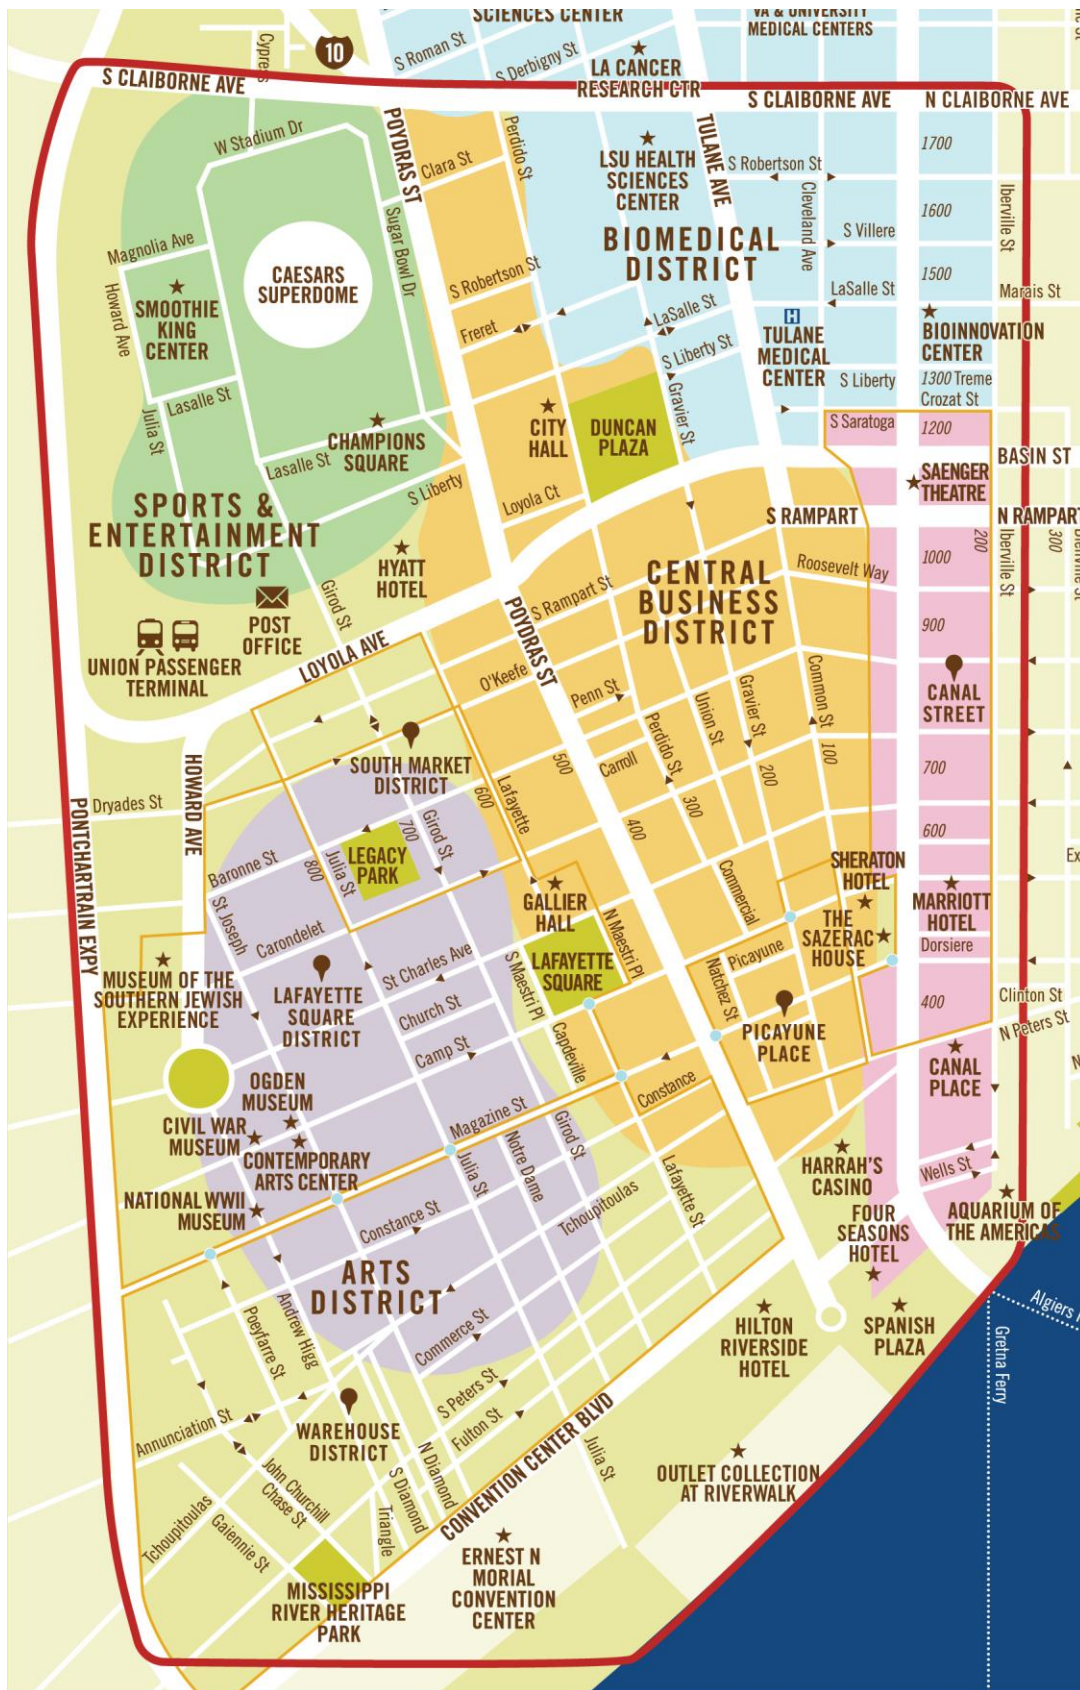 SCIENCES CENTER
VA & UNIVERSITY
MEDICAL CENTERS
S Roman St
S Derbigny St
LA CANCER
RESEARCH CTR
10
Cypres
S CLAIBORNE AVE
S CLAIBORNE AVE
N CLAIBORNE AVE
W Stadium Dr
POYDRAS ST
Perdido St
Clara St
TULANE AVE
1700
LSU HEALTH
SCIENCES
CENTER
S Robertson St
Cleveland Ave
Iberville St
1600
S Villere
BIOMEDICAL
DISTRICT
Magnolia Ave
Howard Ave
Sugar Bowl Dr
CAESARS
SUPERDOME
S Robertson St
1500
LaSalle St
Marais St
SMOOTHIE
KING
CENTER
Freret
LaSalle St
S Liberty St
H
TULANE
MEDICAL
CENTER
BIOINNOVATION
CENTER
S Liberty
1300 Treme
Crozat St
Lasalle St
Julia St
CHAMPIONS
SQUARE
Lasalle St
CITY
HALL
DUNCAN
PLAZA
Gravier St
S Saratoga
1200
BASIN ST
SAENGER
THEATRE
S Liberty
Loyola Ct
SPORTS &
ENTERTAINMENT
DISTRICT
S RAMPART
N RAMPART
200
300
Iberville St
Bienville St
HYATT
HOTEL
CENTRAL
BUSINESS
DISTRICT
Roosevelt Way
1000
POST
OFFICE
Girod St
S Rampart St
POYDRAS ST
900
UNION PASSENGER
TERMINAL
LOYOLA AVE
O'Keefe
Penn St
Common St
CANAL
STREET
Union St
Gravier St
Perdido St
HOWARD AVE
SOUTH MARKET
DISTRICT
500
Carroll
200
100
700
PONTCHARTRAIN EXPY
Dryades St
600
Lafayette
300
400
600
Girod St
700
LEGACY
PARK
Julia St
800
Baronne St
St Joseph
Carondelet
GALLIER
HALL
N Maestri Pl
Commercial
SHERATON
HOTEL
MARRIOTT
HOTEL
THE
SAZERAC
HOUSE
Dorsiere
Ex
MUSEUM OF THE
SOUTHERN JEWISH
EXPERIENCE
LAFAYETTE
SQUARE
DISTRICT
St Charles Ave
S Maestri Pl
LAFAYETTE
SQUARE
Picayune
Natchez St
400
Clinton St
Church St
Camp St
Capdeville
PICAYUNE
PLACE
N Peters St
N
OGDEN
MUSEUM
Constance
CANAL
PLACE
CIVIL WAR
MUSEUM
CONTEMPORARY
ARTS CENTER
Magazine St
Julia St
Notre Dame
Girod St
Lafayette St
HARRAH'S
CASINO
Wells St
NATIONAL WWII
MUSEUM
Constance St
Tchoupitoulas
FOUR
SEASONS
HOTEL
AQUARIUM OF
THE AMERICAS
ARTS
DISTRICT
Andrew Higg
Poeyfarre St
Commerce St
HILTON
RIVERSIDE
HOTEL
SPANISH
PLAZA
Algiers
Gretna Ferry
Annunciation St
WAREHOUSE
DISTRICT
S Peters St
Fulton St
CONVENTION CENTER BLVD
Julia St
OUTLET COLLECTION
AT RIVERWALK
Tchoupitoulas
Gaiennie St
John Churchill
Chase St
Triangle
S Diamond
N Diamond
ERNEST N
MORIAL
CONVENTION
CENTER
MISSISSIPPI
RIVER HERITAGE
PARK